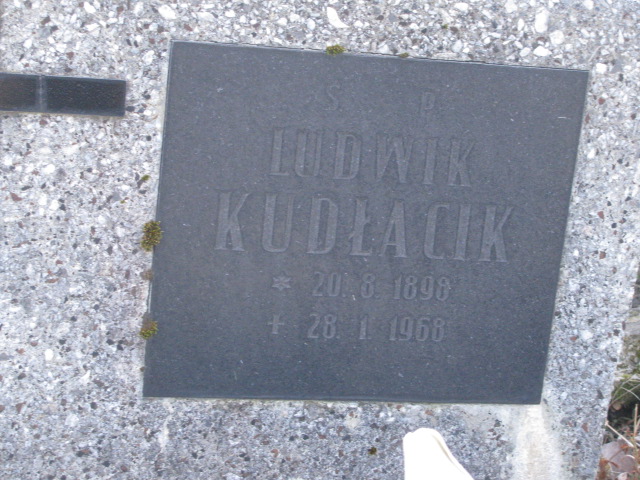 Ś. P.
LUDWIK
KUDŁACIK
* 20. 8. 1898
+ 28. 1. 1968